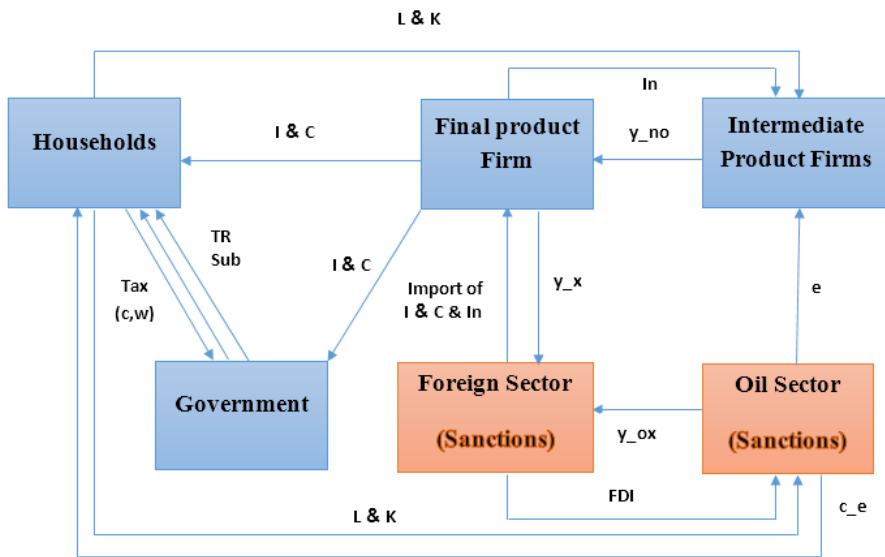 L & K
In
Households
I & C
Final product
Firm
y_no
Intermediate
Product Firms
TR
Sub
Tax
(c,w)
I & C
Import of
I & C & In
y_x
e
Government
Foreign Sector
(Sanctions)
y_ox
Oil Sector
(Sanctions)
FDI
L & K
c_e